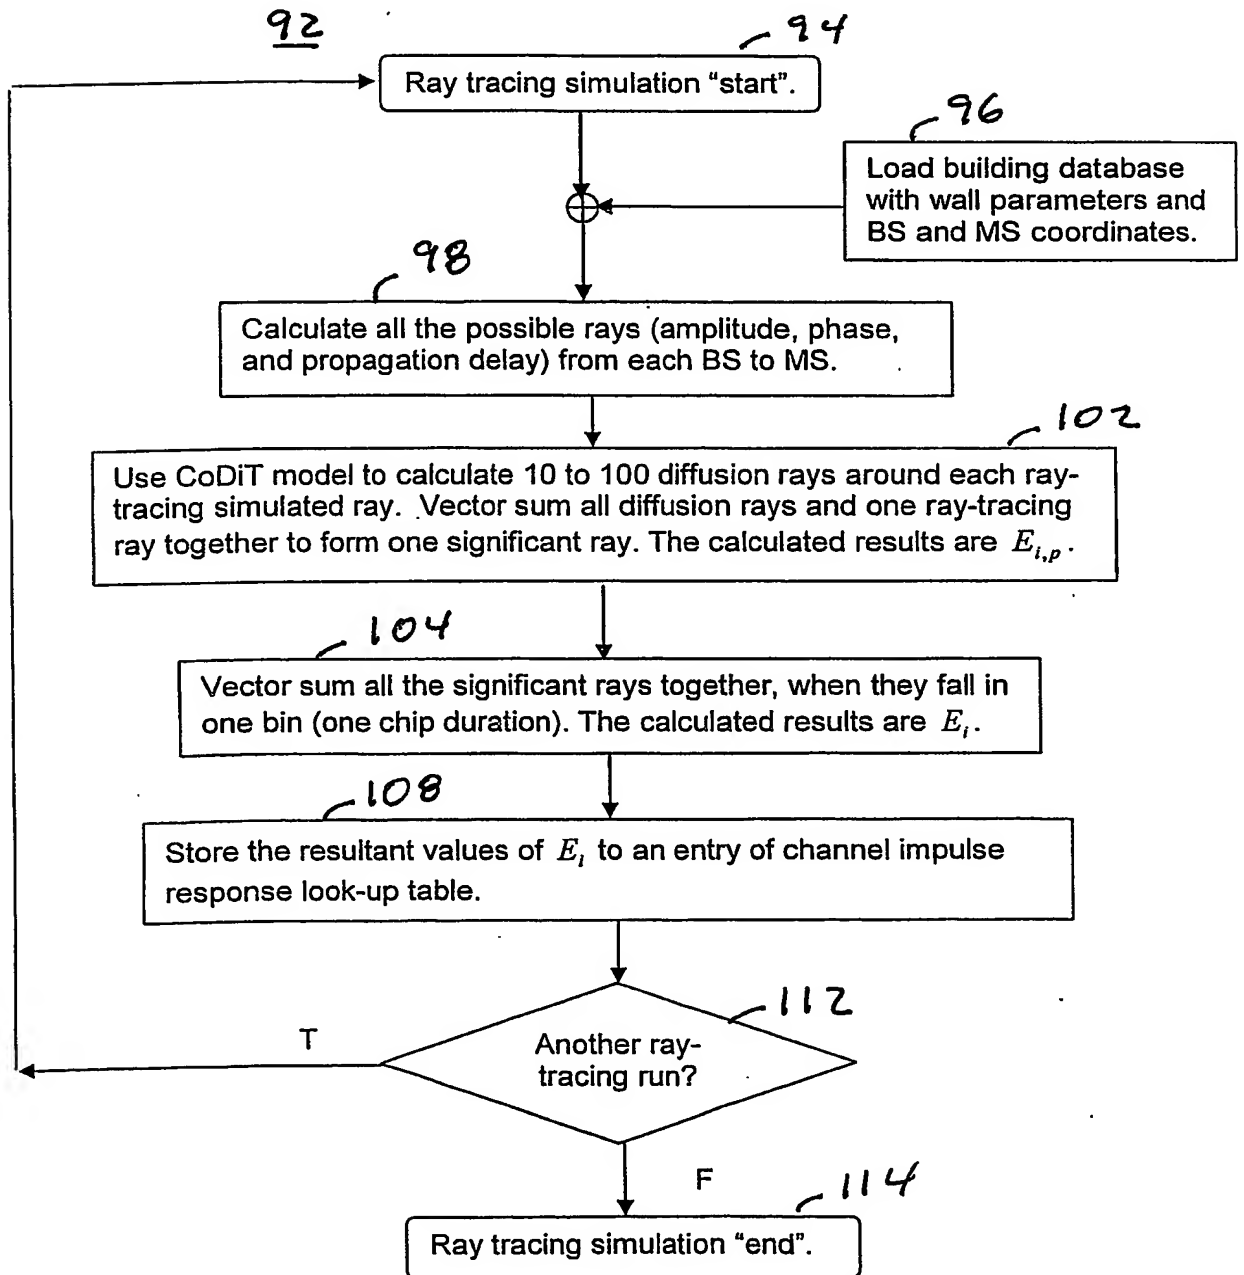 92
94
Ray tracing simulation “start”.
96
Load building database
with wall parameters and
BS and MS coordinates.
98
Calculate all the possible rays (amplitude, phase,
and propagation delay) from each BS to MS.
102
Use CoDiT model to calculate 10 to 100 diffusion rays around each ray-
tracing simulated ray. Vector sum all diffusion rays and one ray-tracing
ray together to form one significant ray. The calculated results are E_{i,p}.
104
Vector sum all the significant rays together, when they fall in
one bin (one chip duration). The calculated results are E_i.
108
Store the resultant values of E_i to an entry of channel impulse
response look-up table.
112
T
Another ray-
tracing run?
F
114
Ray tracing simulation “end”.